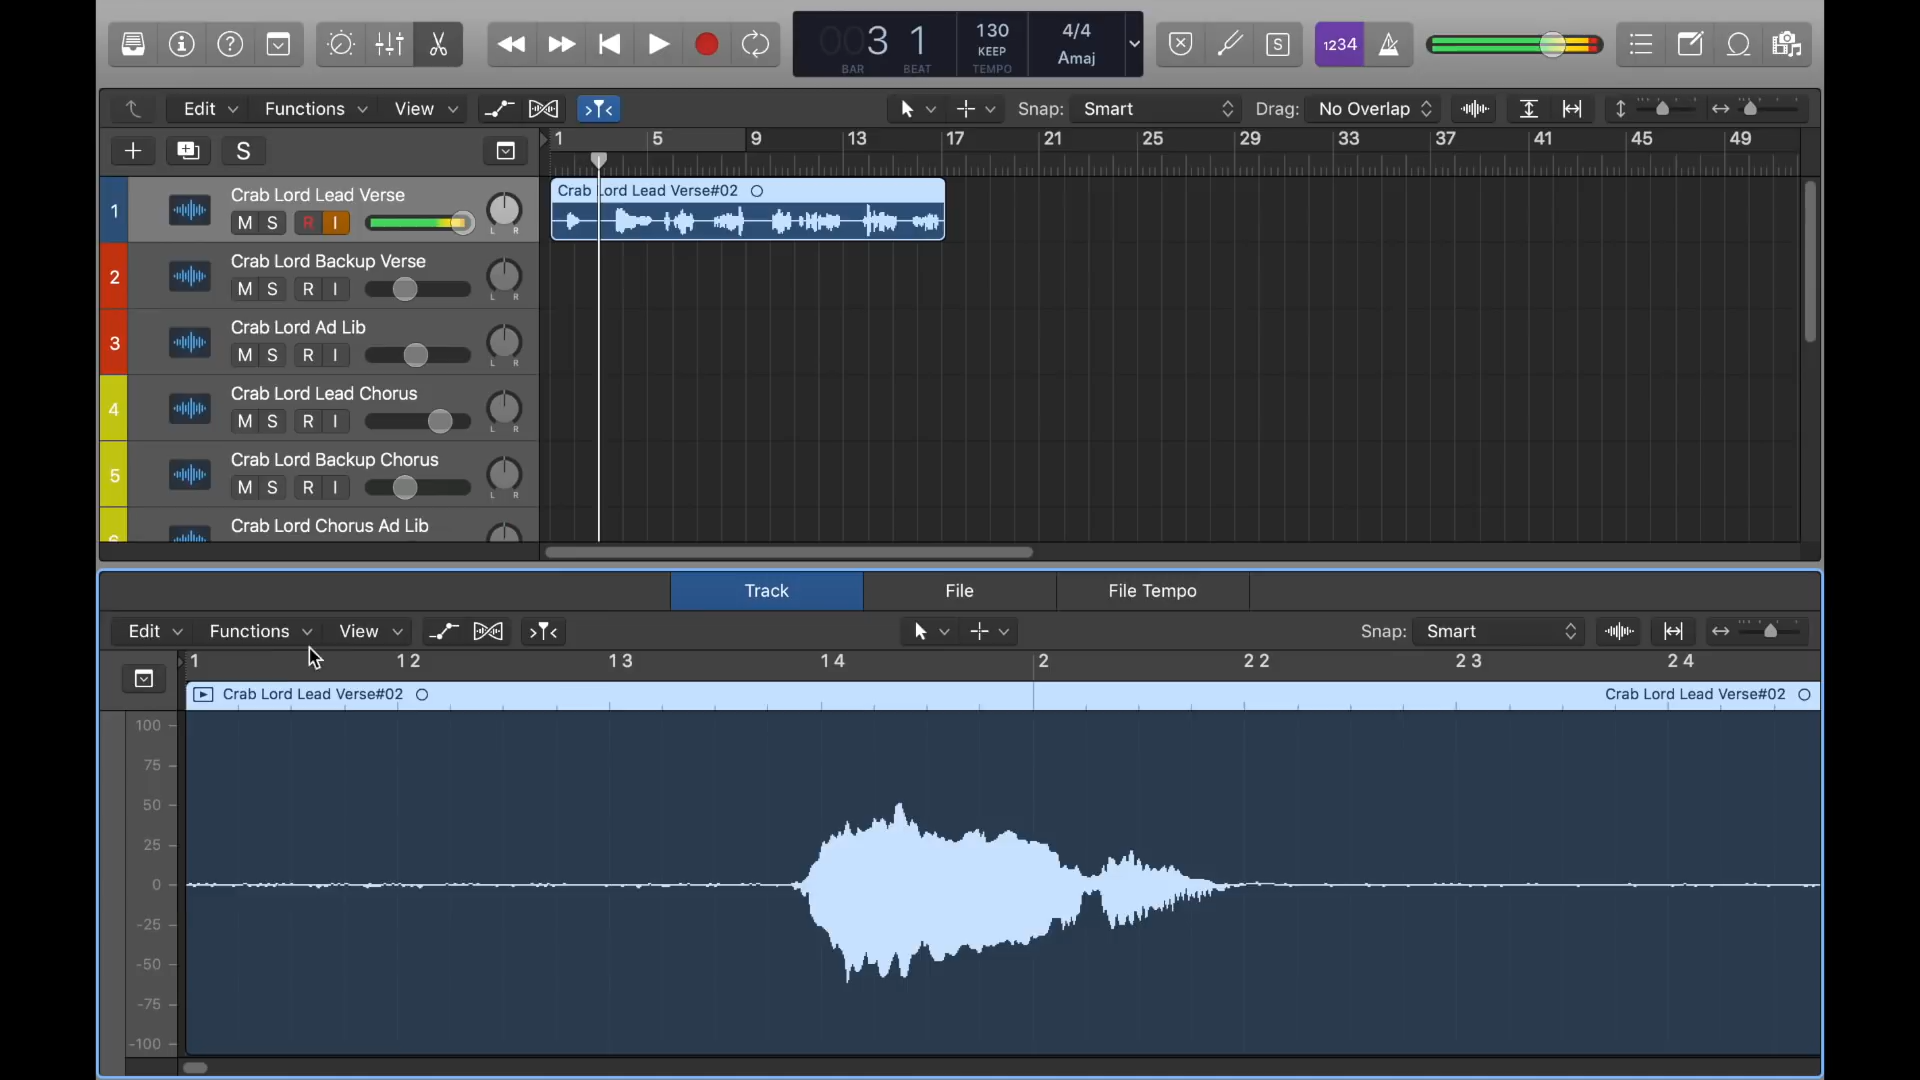 1234
003 1
BAR BEAT
130
KEEP
TEMPO
4/4
Amaj
Edit Functions View Snap: Smart Drag: No Overlap
S
1 5 9 13 17 21 25 29 33 37 41 45 49
1 Crab Lord Lead Verse
M S R I
L R
Crab Lord Lead Verse#02
2 Crab Lord Backup Verse
M S R I
L R
3 Crab Lord Ad Lib
M S R I
L R
4 Crab Lord Lead Chorus
M S R I
L R
5 Crab Lord Backup Chorus
M S R I
L R
Crab Lord Chorus Ad Lib
Track File File Tempo
Edit Functions View Snap: Smart
1 1 2 1 3 1 4 2 2 2 2 3 2 4
Crab Lord Lead Verse#02 Crab Lord Lead Verse#02
100
75
50
25
0
-25
-50
-75
-100